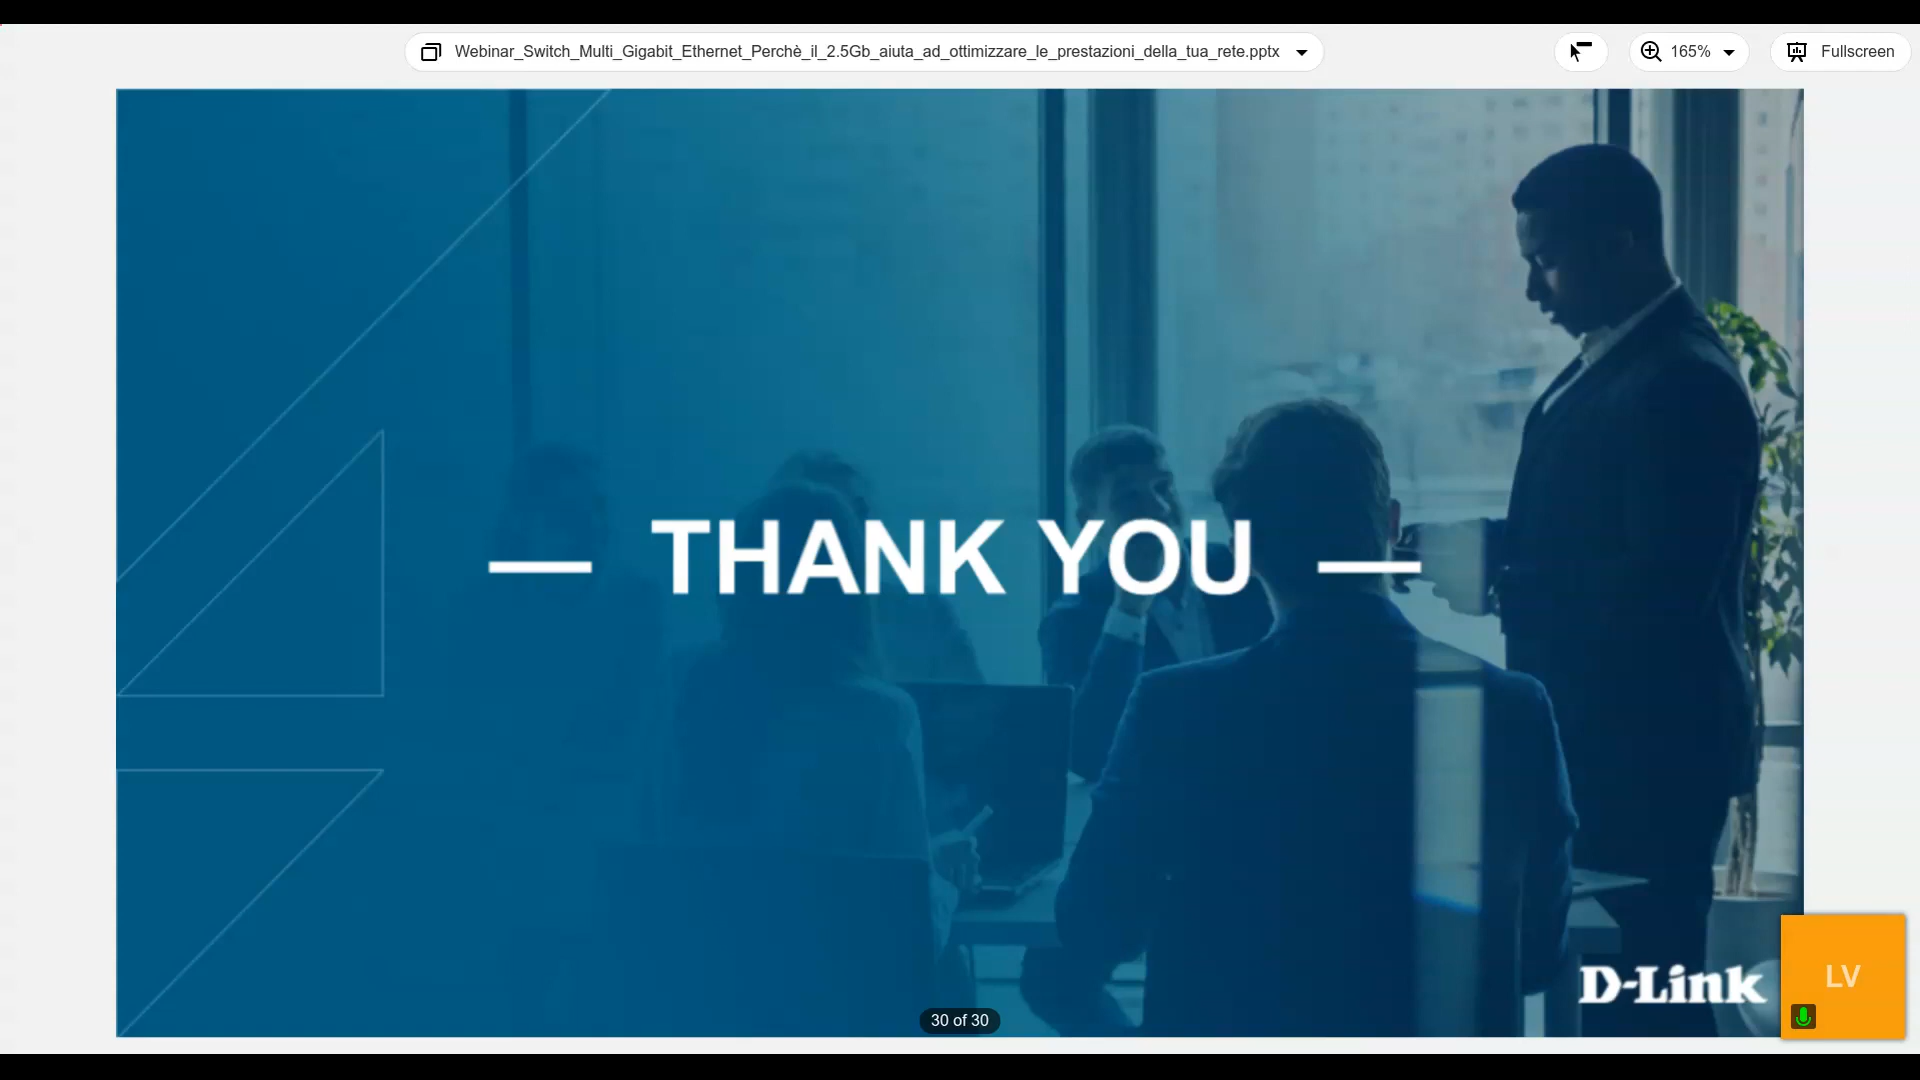 Webinar_Switch_Multi_Gigabit_Ethernet_Perchè_il_2.5Gb_aiuta_ad_ottimizzare_le_prestazioni_della_tua_rete.pptx
165%
Fullscreen
— THANK YOU —
D-Link
LV
30 of 30